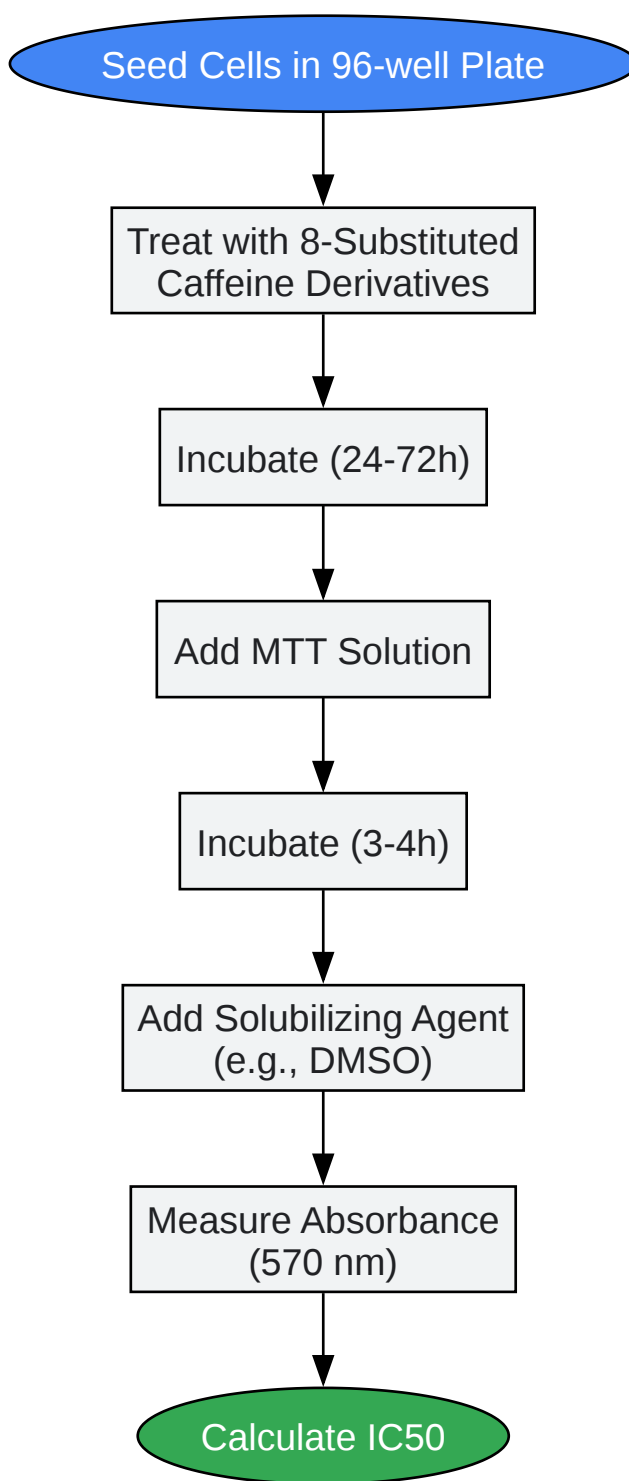 Seed Cells in 96-well Plate
Treat with 8-Substituted
Caffeine Derivatives
Incubate (24-72h)
Add MTT Solution
Incubate (3-4h)
Add Solubilizing Agent
(e.g., DMSO)
Measure Absorbance
(570 nm)
Calculate IC50